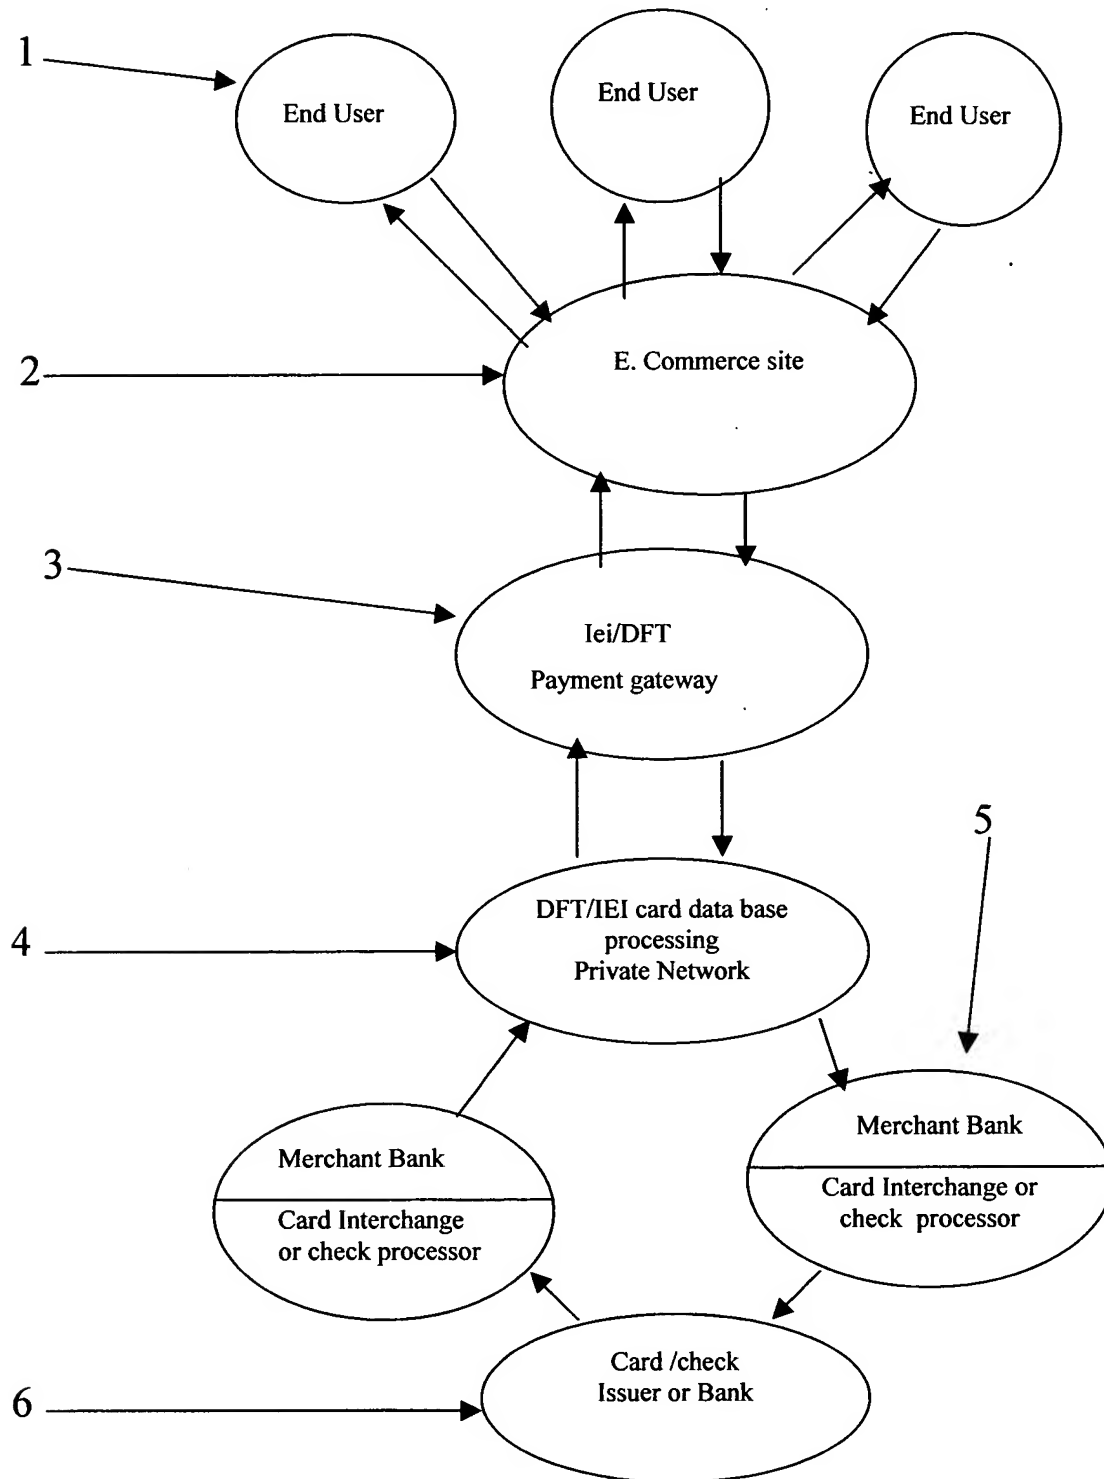 1
End User
End User
End User
2
E. Commerce site
3
Iei/DFT
Payment gateway
5
4
DFT/IEI card data base
processing
Private Network
Merchant Bank
Card Interchange or
check processor
Merchant Bank
Card Interchange
or check processor
6
Card /check
Issuer or Bank